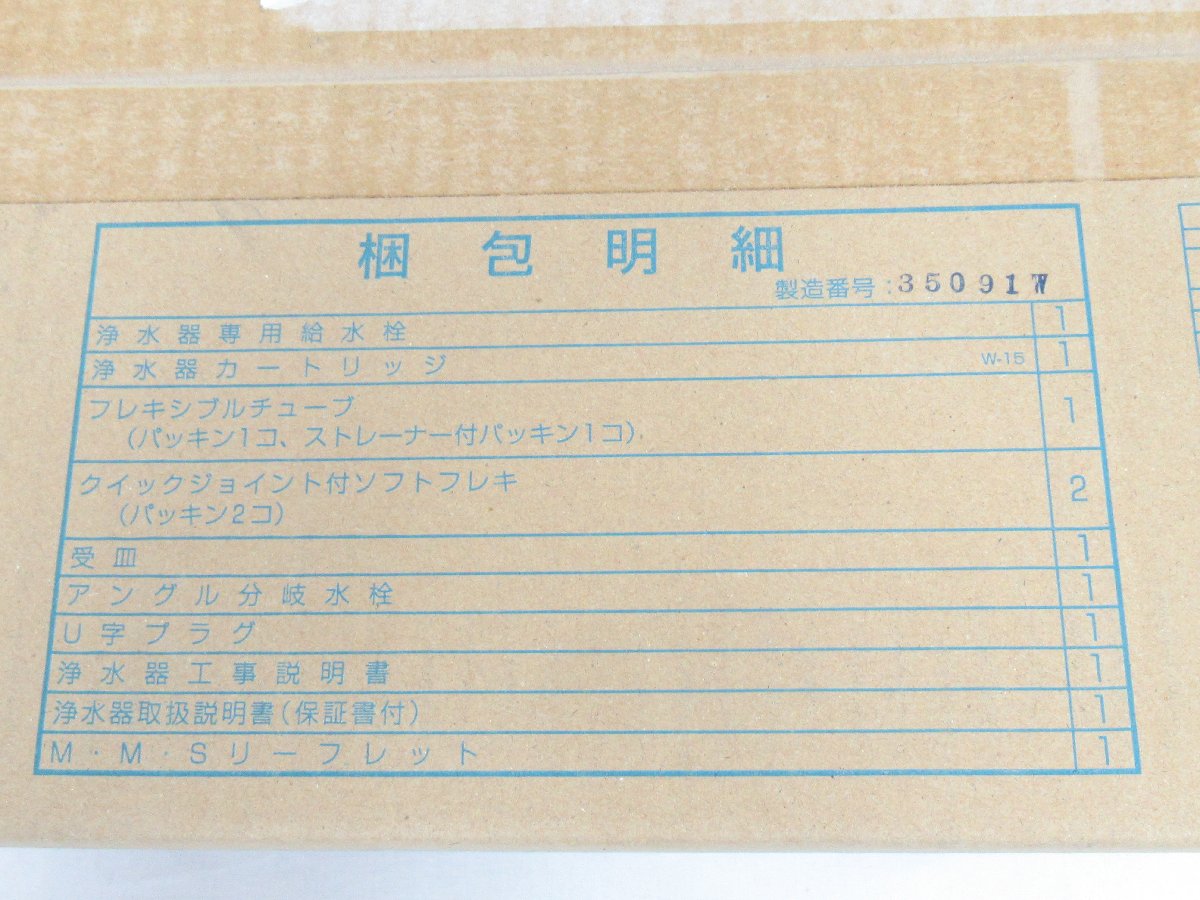 梱包明細
製造番号:35091W
浄水器専用給水栓 1
浄水器カートリッジ W-15 1
フレキシブルチューブ 1
(パッキン1コ、ストレーナー付パッキン1コ)
クイックジョイント付ソフトフレキ 2
(パッキン2コ)
受皿 1
アングル分岐水栓 1
U字プラグ 1
浄水器工事説明書 1
浄水器取扱説明書(保証書付) 1
M・M・Sリーフレット 1